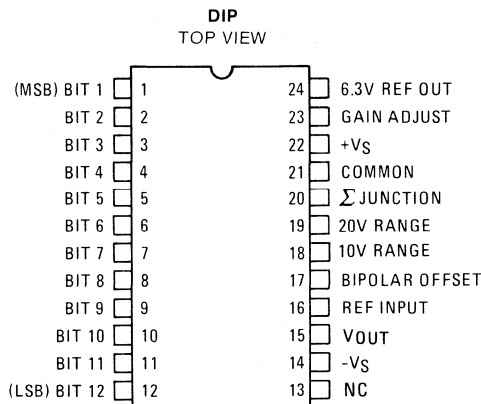 DIP
TOP VIEW
(MSB) BIT 1 1 24 6.3V REF OUT
BIT 2 2 23 GAIN ADJUST
BIT 3 3 22 +VS
BIT 4 4 21 COMMON
BIT 5 5 20 Σ JUNCTION
BIT 6 6 19 20V RANGE
BIT 7 7 18 10V RANGE
BIT 8 8 17 BIPOLAR OFFSET
BIT 9 9 16 REF INPUT
BIT 10 10 15 VOUT
BIT 11 11 14 -VS
(LSB) BIT 12 12 13 NC